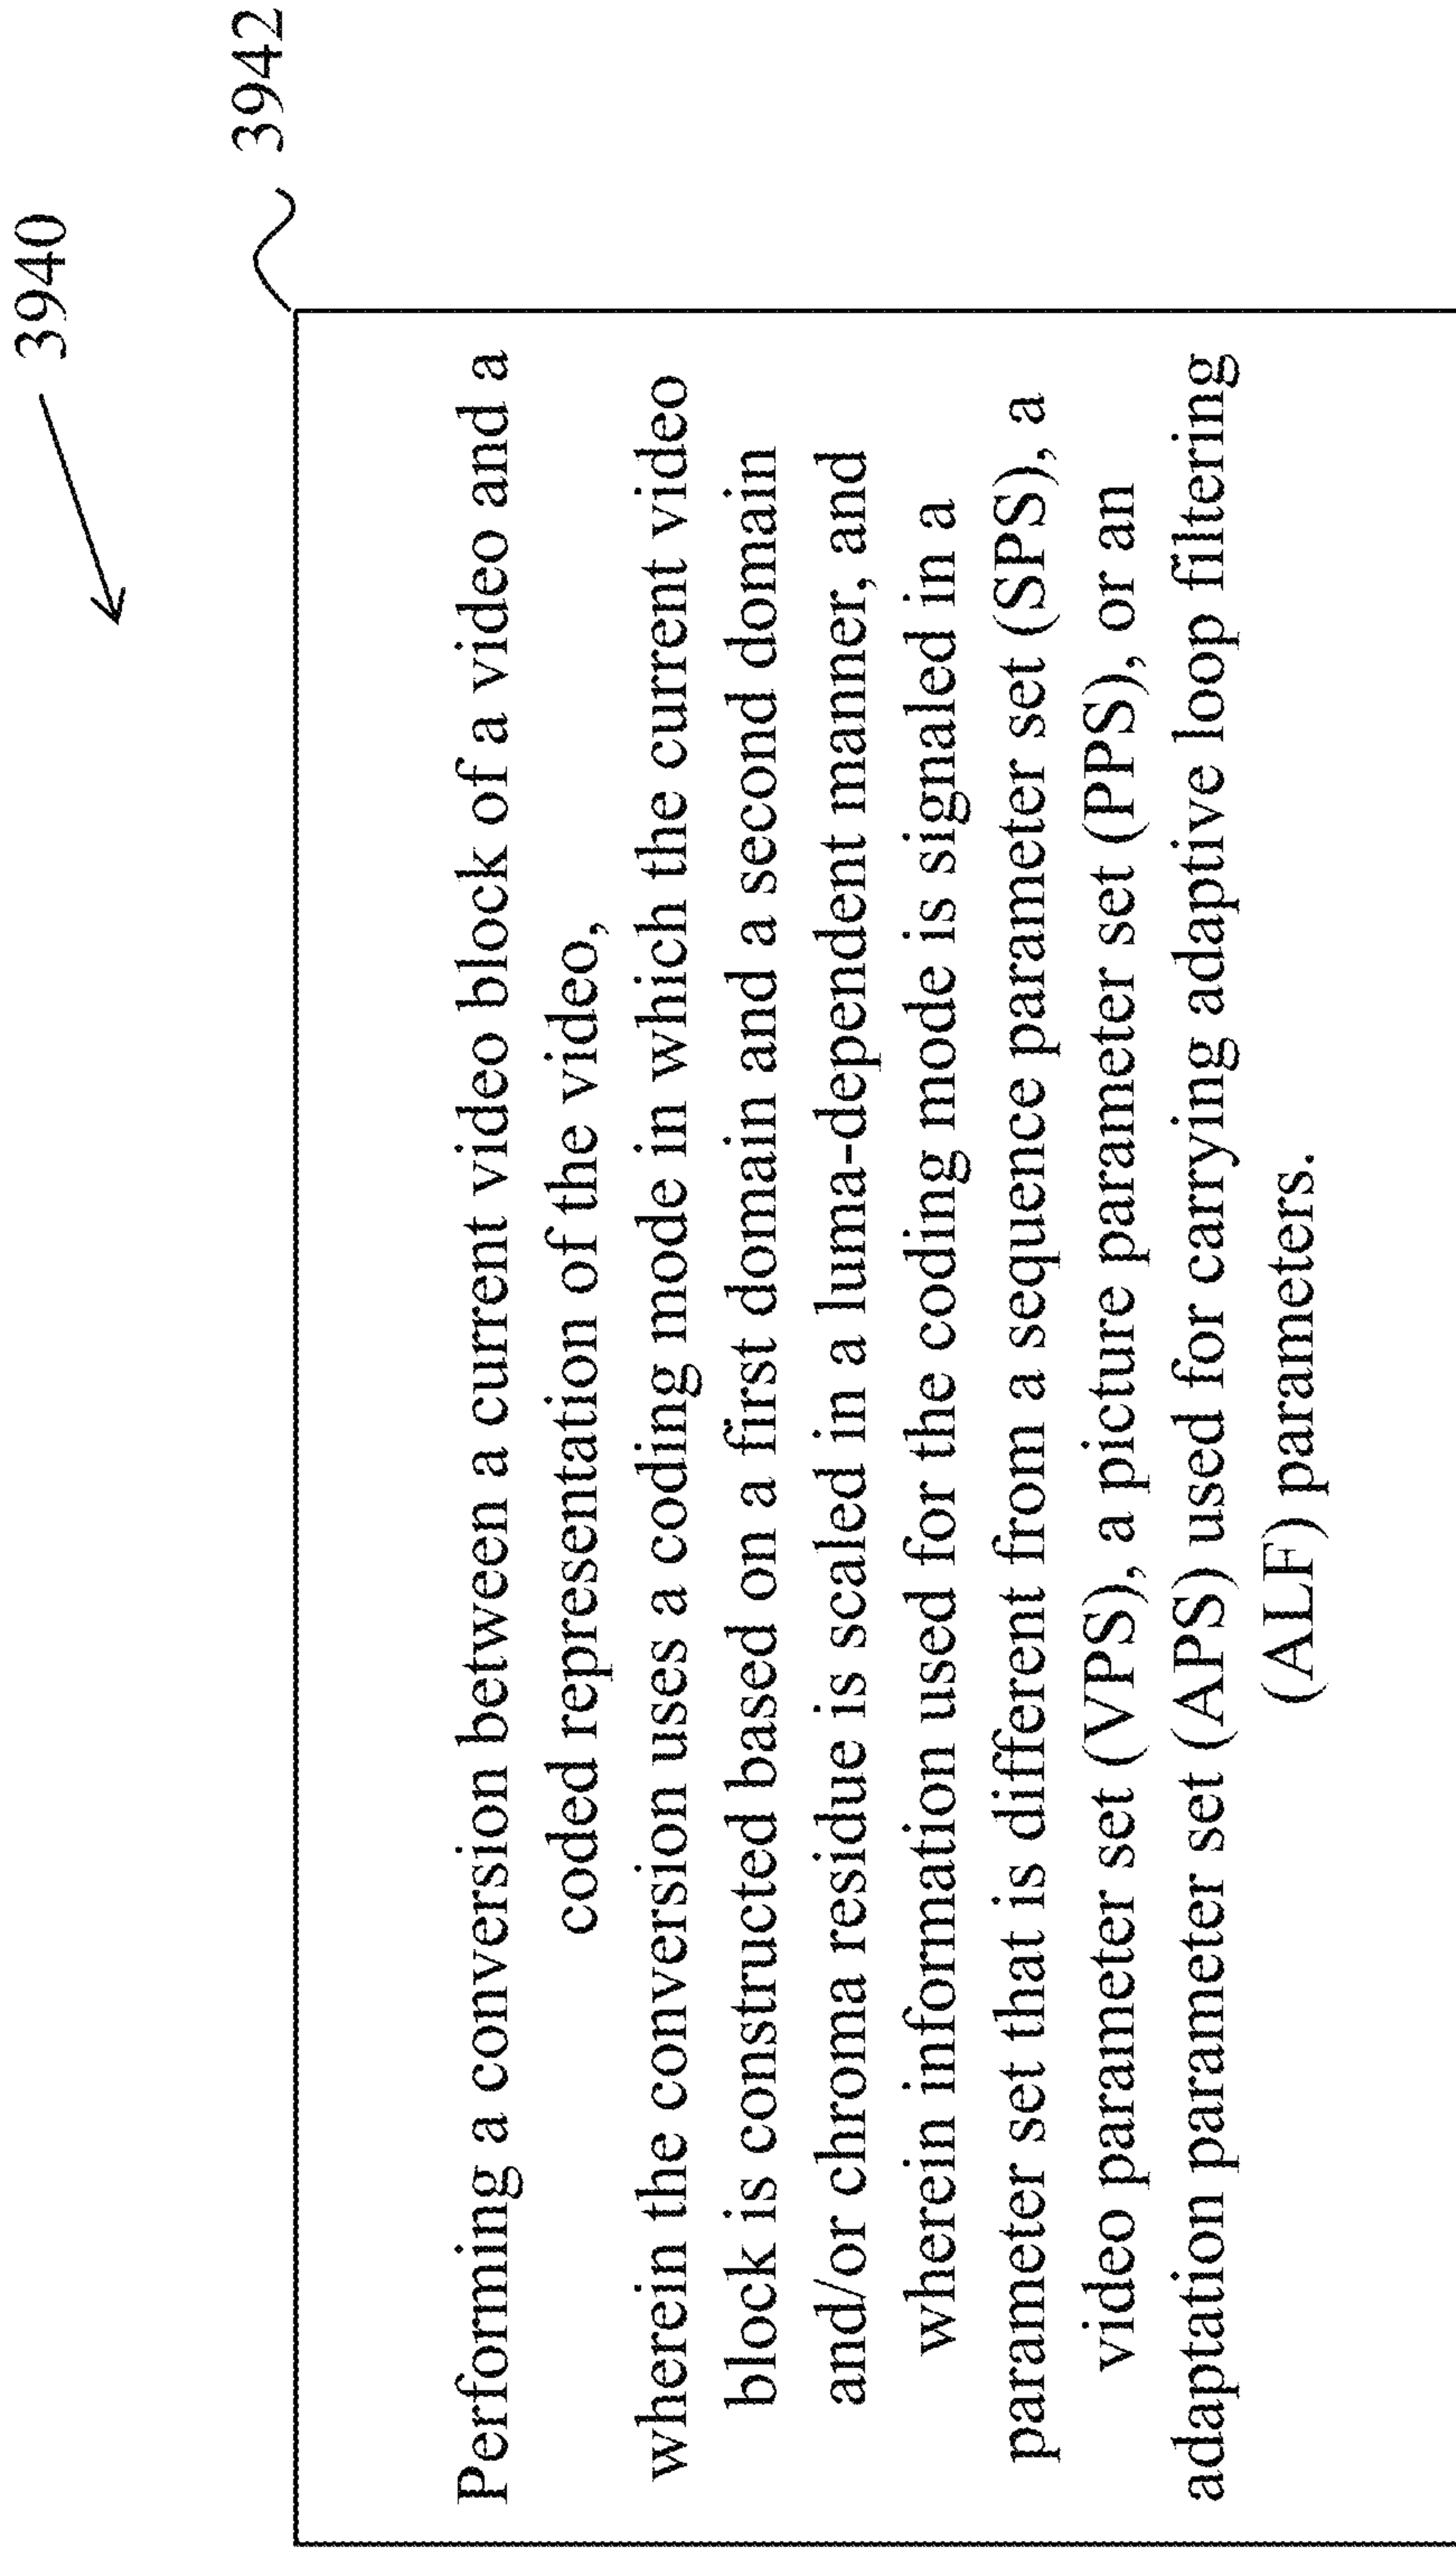 3940
3942
Performing a conversion between a current video block of a video and a
coded representation of the video,
wherein the conversion uses a coding mode in which the current video
block is constructed based on a first domain and a second domain
and/or chroma residue is scaled in a luma-dependent manner, and
wherein information used for the coding mode is signaled in a
parameter set that is different from a sequence parameter set (SPS), a
video parameter set (VPS), a picture parameter set (PPS), or an
adaptation parameter set (APS) used for carrying adaptive loop filtering
(ALF) parameters.